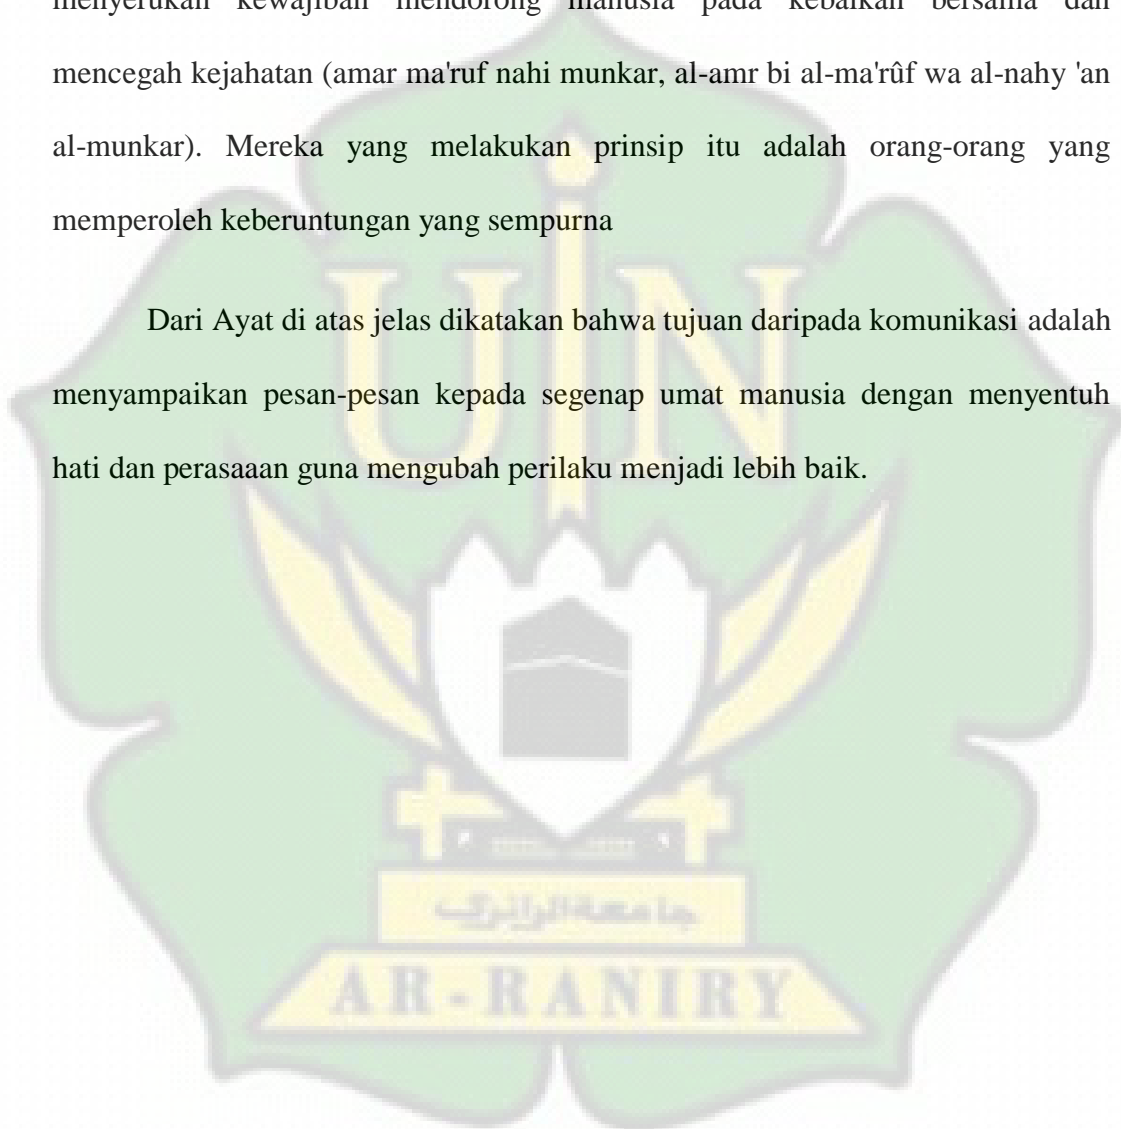 menyerukan kewajiban mendorong manusia pada kebaikan bersama dan
mencegah kejahatan (amar ma'ruf nahi munkar, al-amr bi al-ma'rûf wa al-nahy 'an
al-munkar). Mereka yang melakukan prinsip itu adalah orang-orang yang
memperoleh keberuntungan yang sempurna
Dari Ayat di atas jelas dikatakan bahwa tujuan daripada komunikasi adalah
menyampaikan pesan-pesan kepada segenap umat manusia dengan menyentuh
hati dan perasaaan guna mengubah perilaku menjadi lebih baik.
UIN
جامعة الرانري
AR-RANIRY